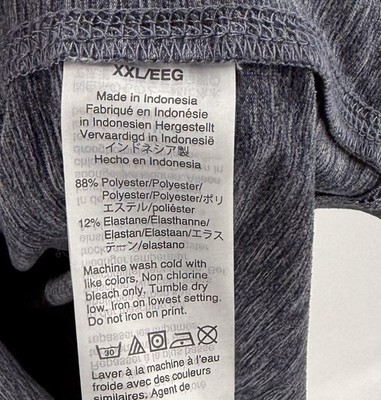 XXL/EEG
Made in Indonesia
Fabriqué en Indonésie
in Indonesien Hergestellt
Vervaardigd in Indonesië
インドネシア製
Hecho en Indonesia
88% Polyester/Polyester/
Polyester/Polyester/ポリ
エステル/poliéster
12% Elastane/Élasthanne/
Elastan/Elastaan/エラス
テーン/elastano
Machine wash cold with
like colors. Non chlorine
bleach only. Tumble dry
low. Iron on lowest setting.
Do not iron on print.
30
Laver à la machine à l'eau
froide avec des couleurs
similaires. Agent de